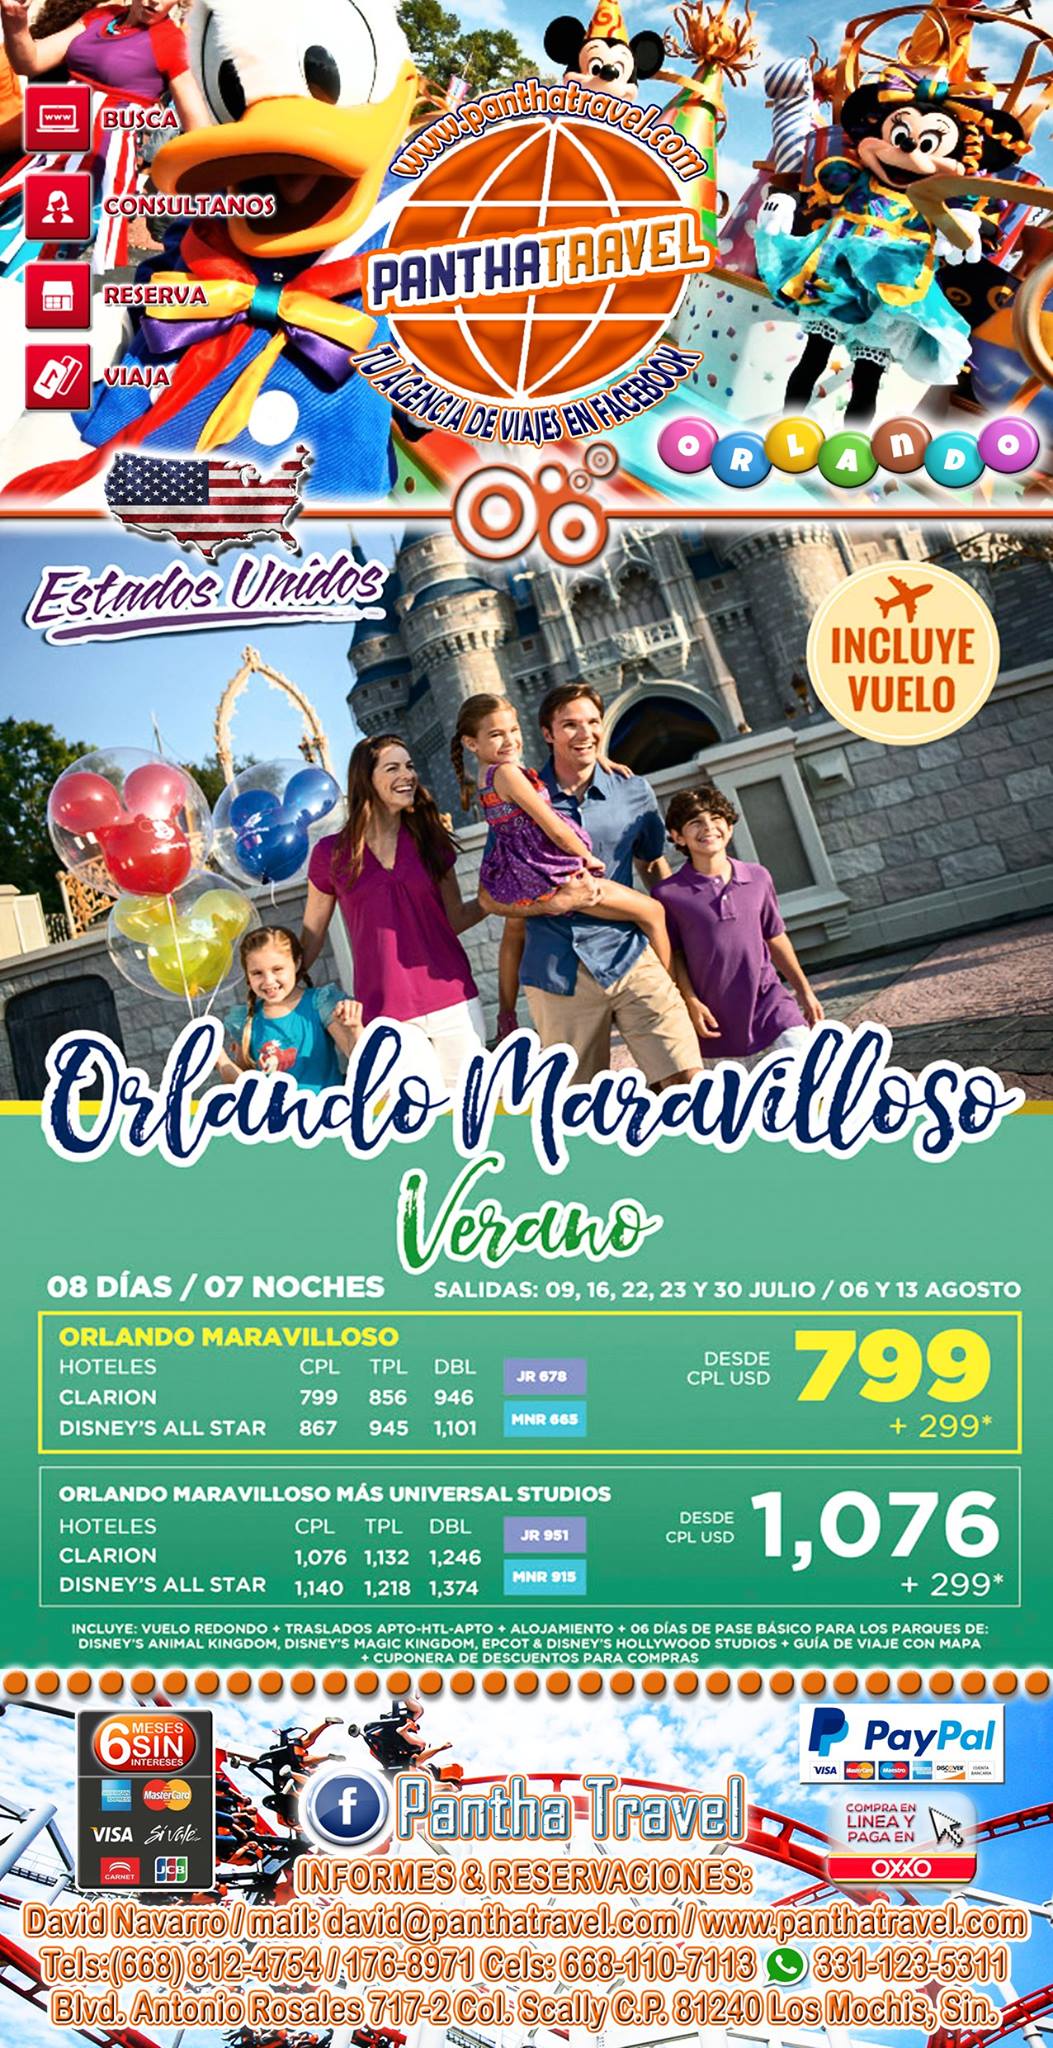 www.panthatravel.com
WWW
BUSCA
CONSULTANOS
RESERVA
VIAJA
PANTHATRAVEL
TU AGENCIA DE VIAJES EN FACEBOOK
ORLANDO
Estados Unidos
INCLUYE
VUELO
Orlando Maravilloso
Verano
08 DÍAS / 07 NOCHES
SALIDAS: 09, 16, 22, 23 Y 30 JULIO / 06 Y 13 AGOSTO
ORLANDO MARAVILLOSO
HOTELES CPL TPL DBL
CLARION 799 856 946
DISNEY'S ALL STAR 867 945 1,101
JR 678
MNR 665
DESDE
CPL USD
799
+ 299*
ORLANDO MARAVILLOSO MÁS UNIVERSAL STUDIOS
HOTELES CPL TPL DBL
CLARION 1,076 1,132 1,246
DISNEY'S ALL STAR 1,140 1,218 1,374
JR 951
MNR 915
DESDE
CPL USD
1,076
+ 299*
INCLUYE: VUELO REDONDO + TRASLADOS APTO-HTL-APTO + ALOJAMIENTO + 06 DÍAS DE PASE BÁSICO PARA LOS PARQUES DE:
DISNEY'S ANIMAL KINGDOM, DISNEY'S MAGIC KINGDOM, EPCOT & DISNEY'S HOLLYWOOD STUDIOS + GUÍA DE VIAJE CON MAPA
+ CUPONERA DE DESCUENTOS PARA COMPRAS
6 MESES
SIN
INTERESES
AMERICAN EXPRESS MasterCard
VISA Sí Vale
CARNET JCB
PayPal
VISA MasterCard Maestro DISCOVER CUENTA BANCARIA
COMPRA EN
LINEA Y
PAGA EN
OXXO
f Pantha Travel
INFORMES & RESERVACIONES:
David Navarro / mail: david@panthatravel.com / www.panthatravel.com
Tels:(668) 812-4754 / 176-8971 Cels: 668-110-7113 331-123-5311
Blvd. Antonio Rosales 717-2 Col. Scally C.P. 81240 Los Mochis, Sin.